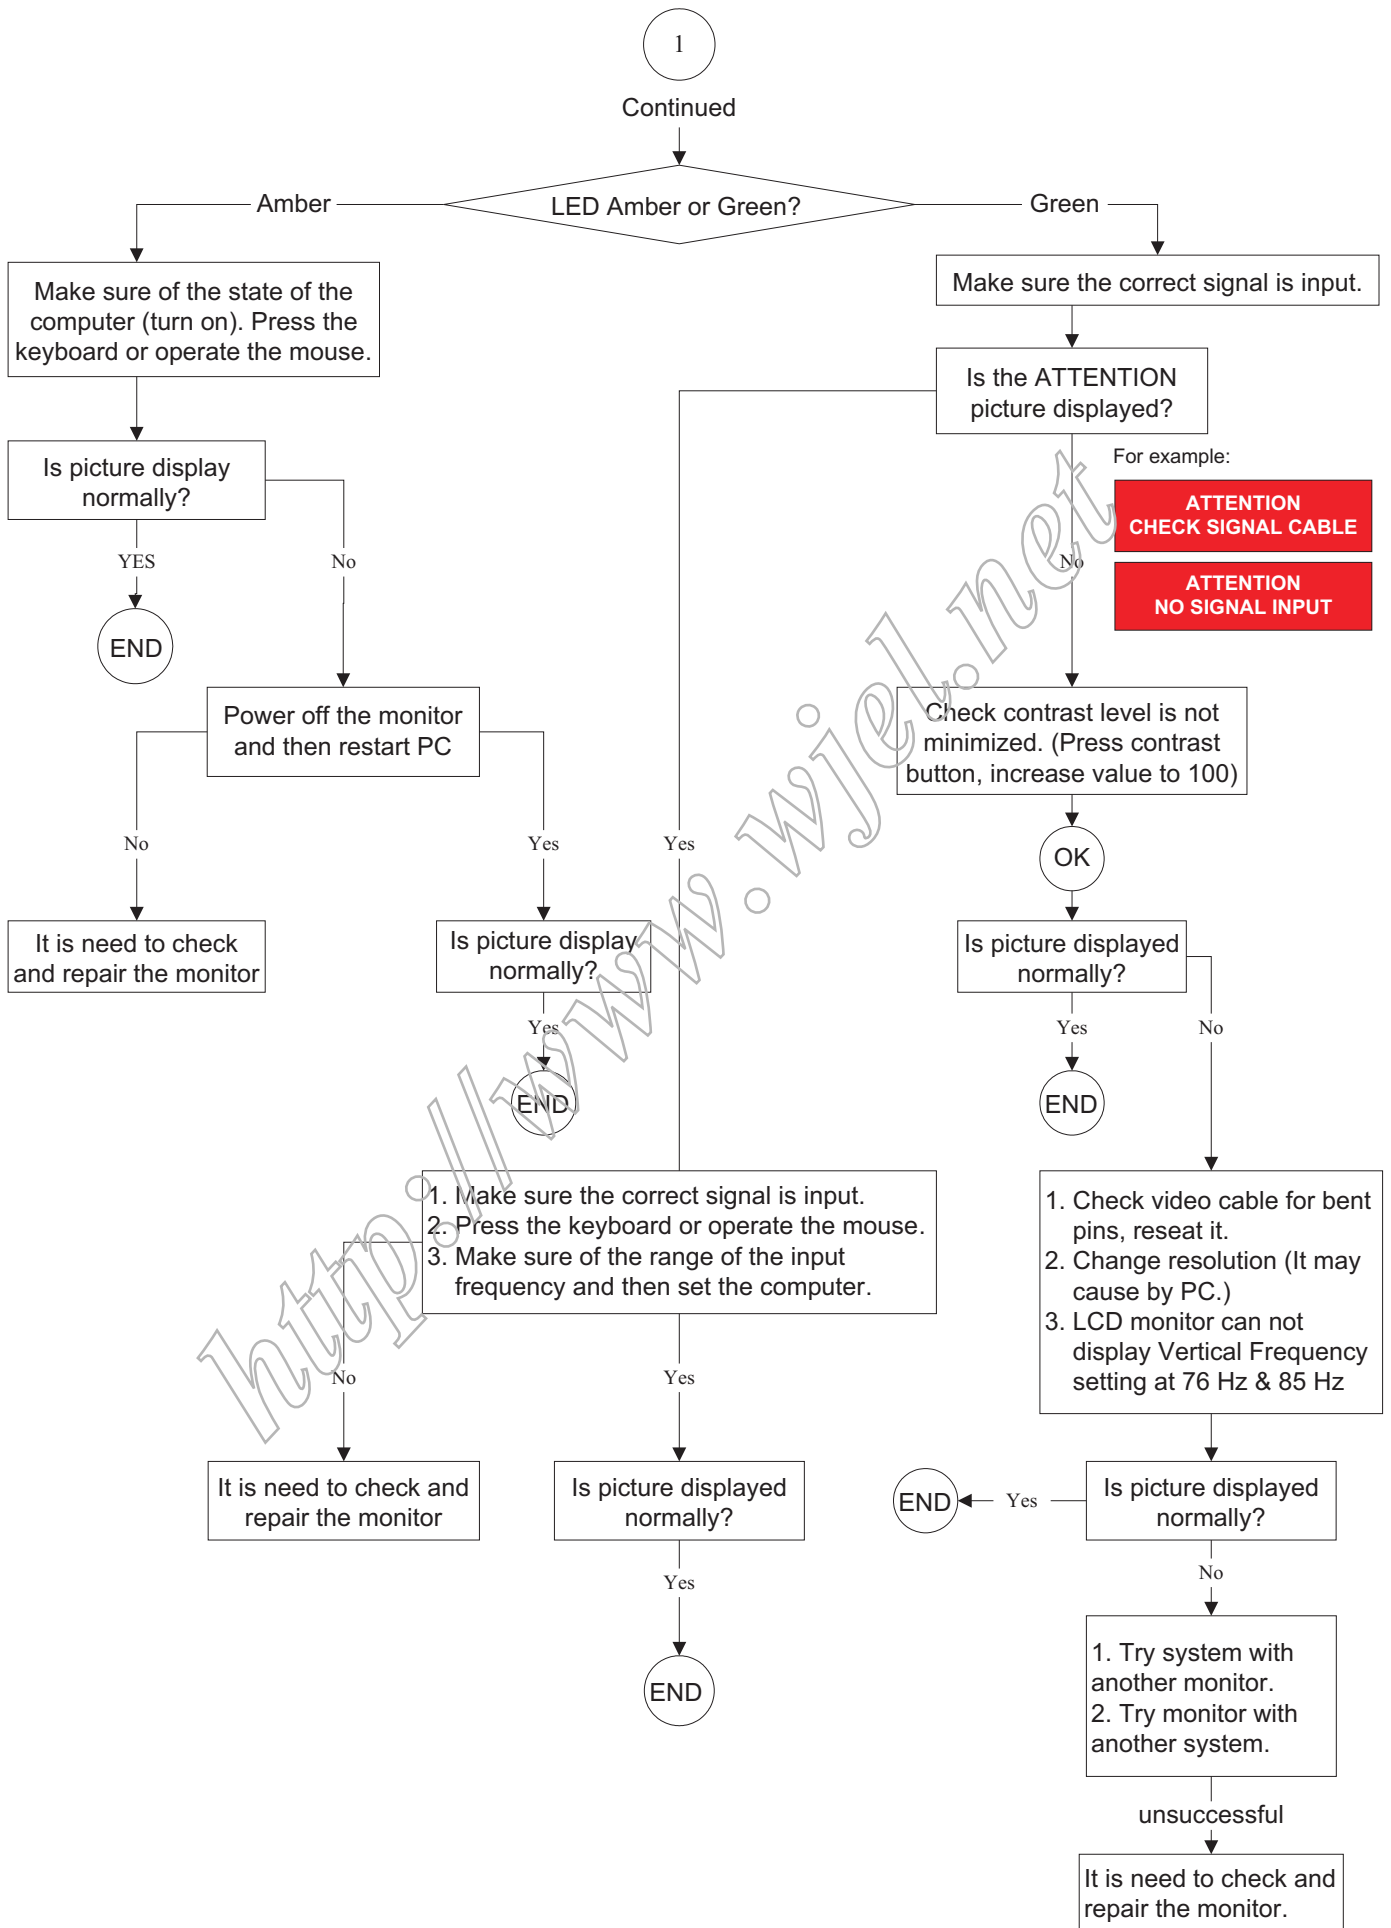 1
Continued
LED Amber or Green?
Amber
Green
Make sure of the state of the
computer (turn on). Press the
keyboard or operate the mouse.
Make sure the correct signal is input.
Is the ATTENTION
picture displayed?
Is picture display
normally?
For example:
ATTENTION
CHECK SIGNAL CABLE
ATTENTION
NO SIGNAL INPUT
YES
No
No
END
Power off the monitor
and then restart PC
Check contrast level is not
minimized. (Press contrast
button, increase value to 100)
No
Yes
Yes
OK
It is need to check
and repair the monitor
Is picture display
normally?
Is picture displayed
normally?
Yes
Yes
No
END
END
1. Make sure the correct signal is input.
2. Press the keyboard or operate the mouse.
3. Make sure of the range of the input
frequency and then set the computer.
1. Check video cable for bent
pins, reseat it.
2. Change resolution (It may
cause by PC.)
3. LCD monitor can not
display Vertical Frequency
setting at 76 Hz & 85 Hz
No
Yes
It is need to check and
repair the monitor
Is picture displayed
normally?
END
Yes
Is picture displayed
normally?
Yes
No
END
1. Try system with
another monitor.
2. Try monitor with
another system.
unsuccessful
It is need to check and
repair the monitor.
http://www.wjel.net